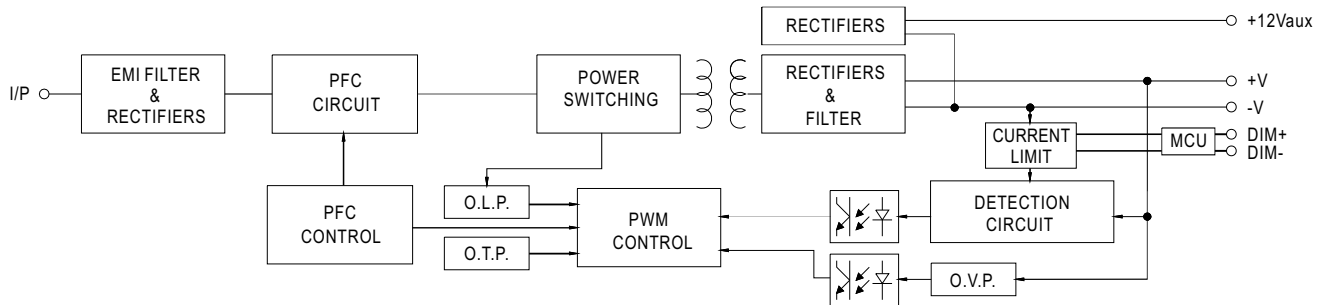 RECTIFIERS
+12Vaux
I/P
EMI FILTER
&
RECTIFIERS
PFC
CIRCUIT
POWER
SWITCHING
RECTIFIERS
&
FILTER
+V
-V
CURRENT
LIMIT
MCU
DIM+
DIM-
PFC
CONTROL
O.L.P.
O.T.P.
PWM
CONTROL
DETECTION
CIRCUIT
O.V.P.